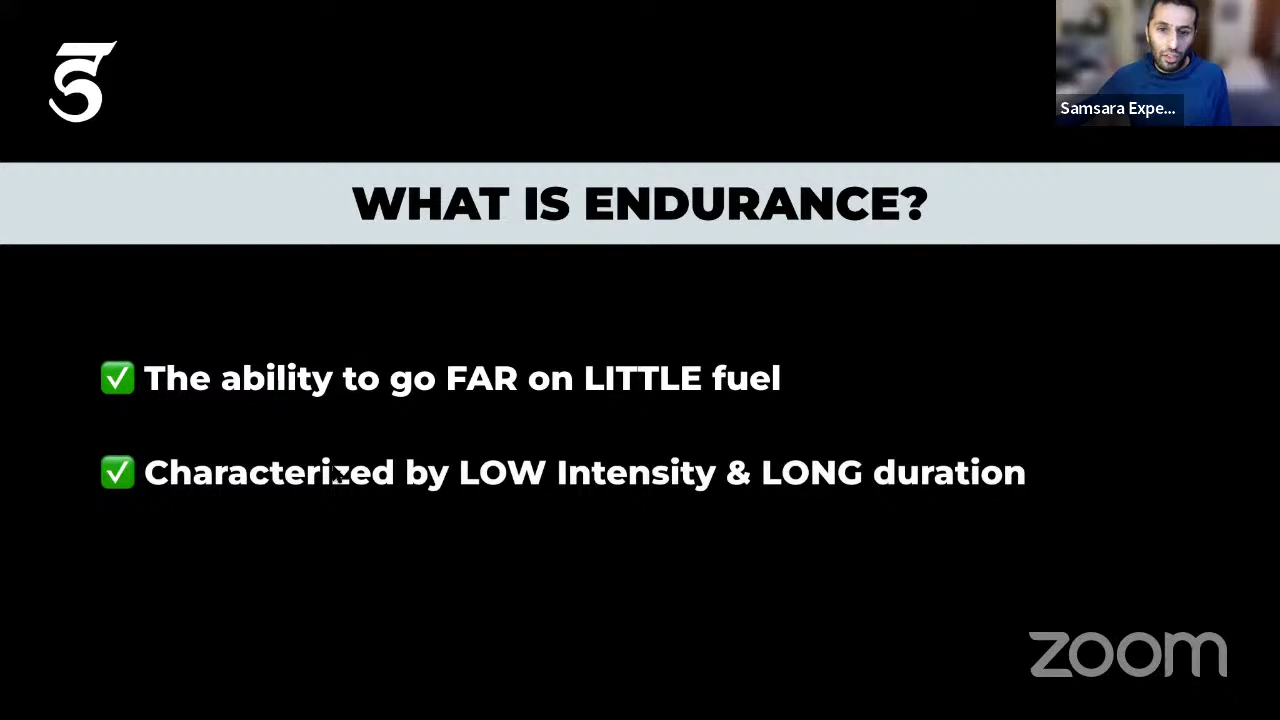 Samsara Expe...
WHAT IS ENDURANCE?
✅ The ability to go FAR on LITTLE fuel
✅ Characterized by LOW Intensity & LONG duration
zoom